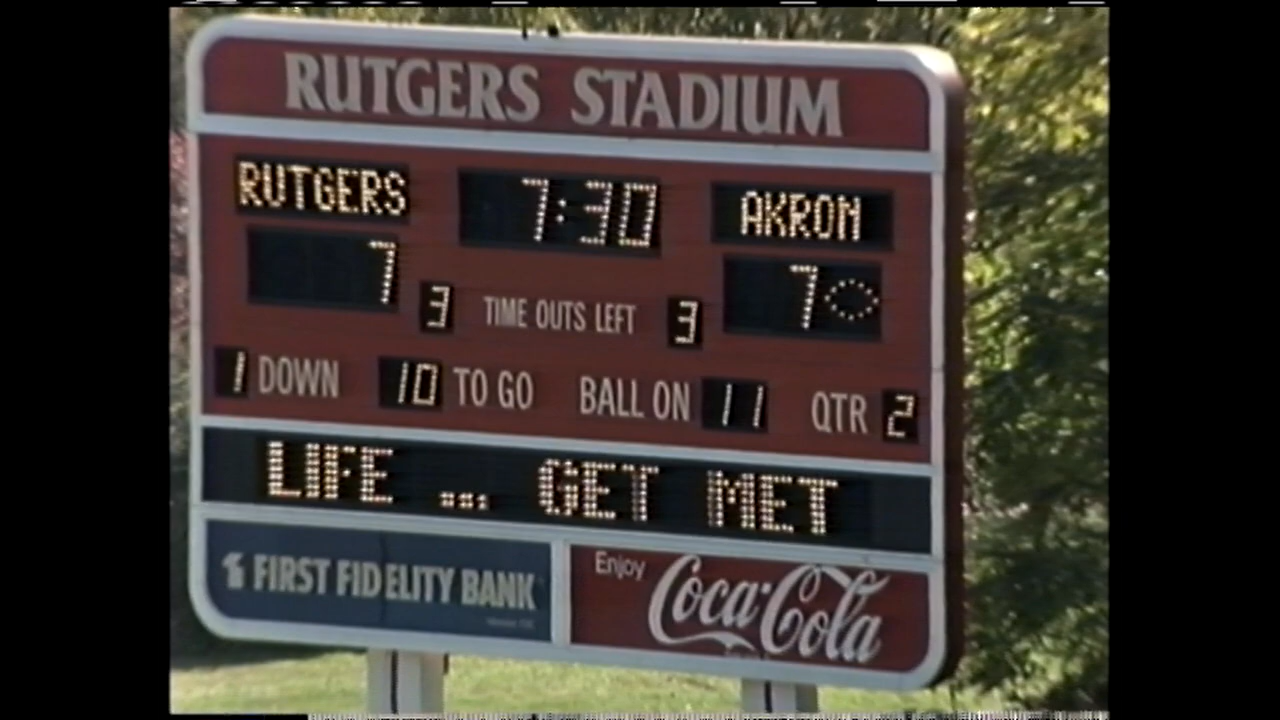 RUTGERS STADIUM
RUTGERS 7:30 AKRON
7 7
3 TIME OUTS LEFT 3
1 DOWN 10 TO GO BALL ON 11 QTR 2
LIFE ... GET MET
FIRST FIDELITY BANK
Enjoy
Coca-Cola